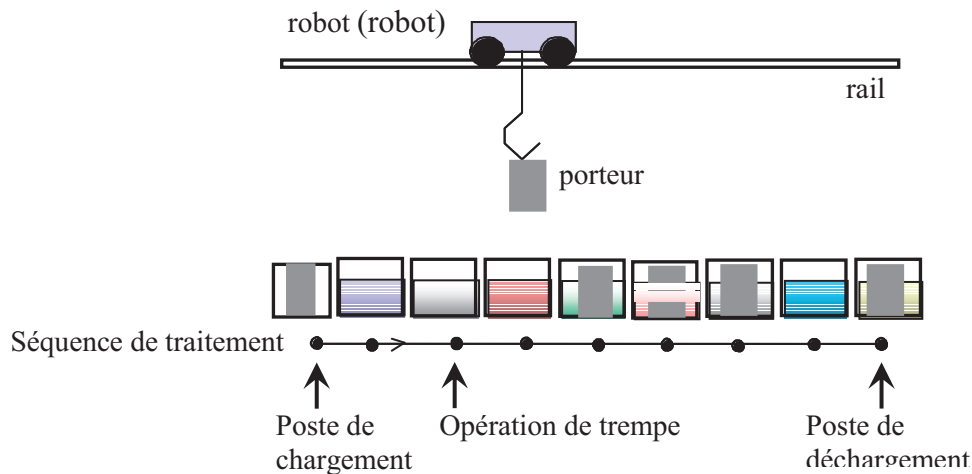 robot (robot)
rail
porteur
Séquence de traitement
Poste de
chargement
Opération de trempe
Poste de
déchargement